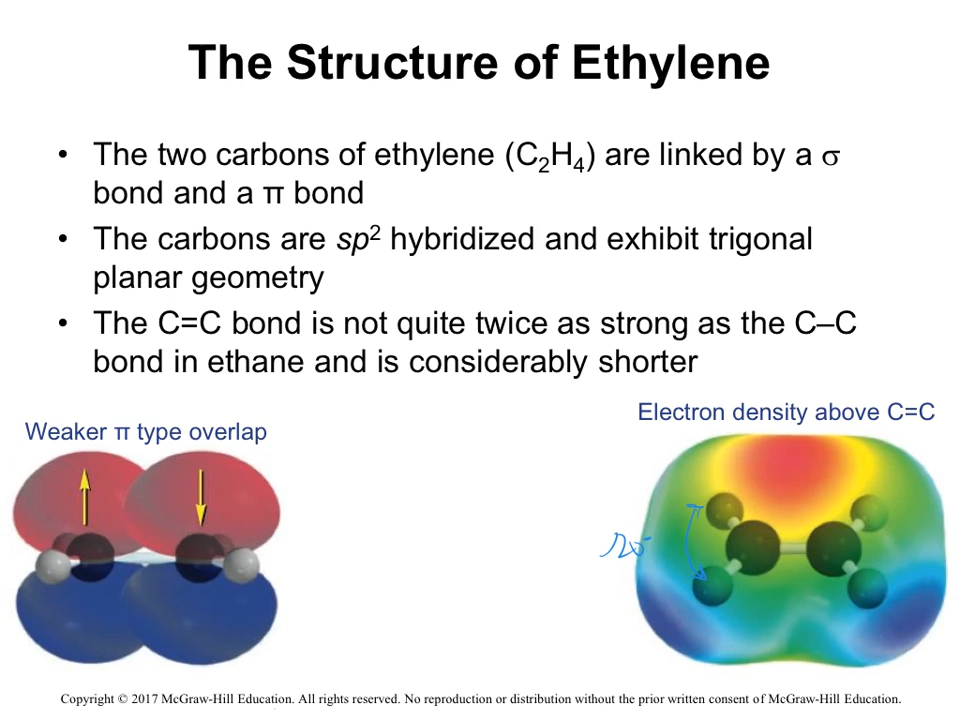 The Structure of Ethylene
• The two carbons of ethylene (C₂H₄) are linked by a σ
bond and a π bond
• The carbons are sp² hybridized and exhibit trigonal
planar geometry
• The C=C bond is not quite twice as strong as the C–C
bond in ethane and is considerably shorter
Weaker π type overlap
Electron density above C=C
Copyright © 2017 McGraw-Hill Education. All rights reserved. No reproduction or distribution without the prior written consent of McGraw-Hill Education.